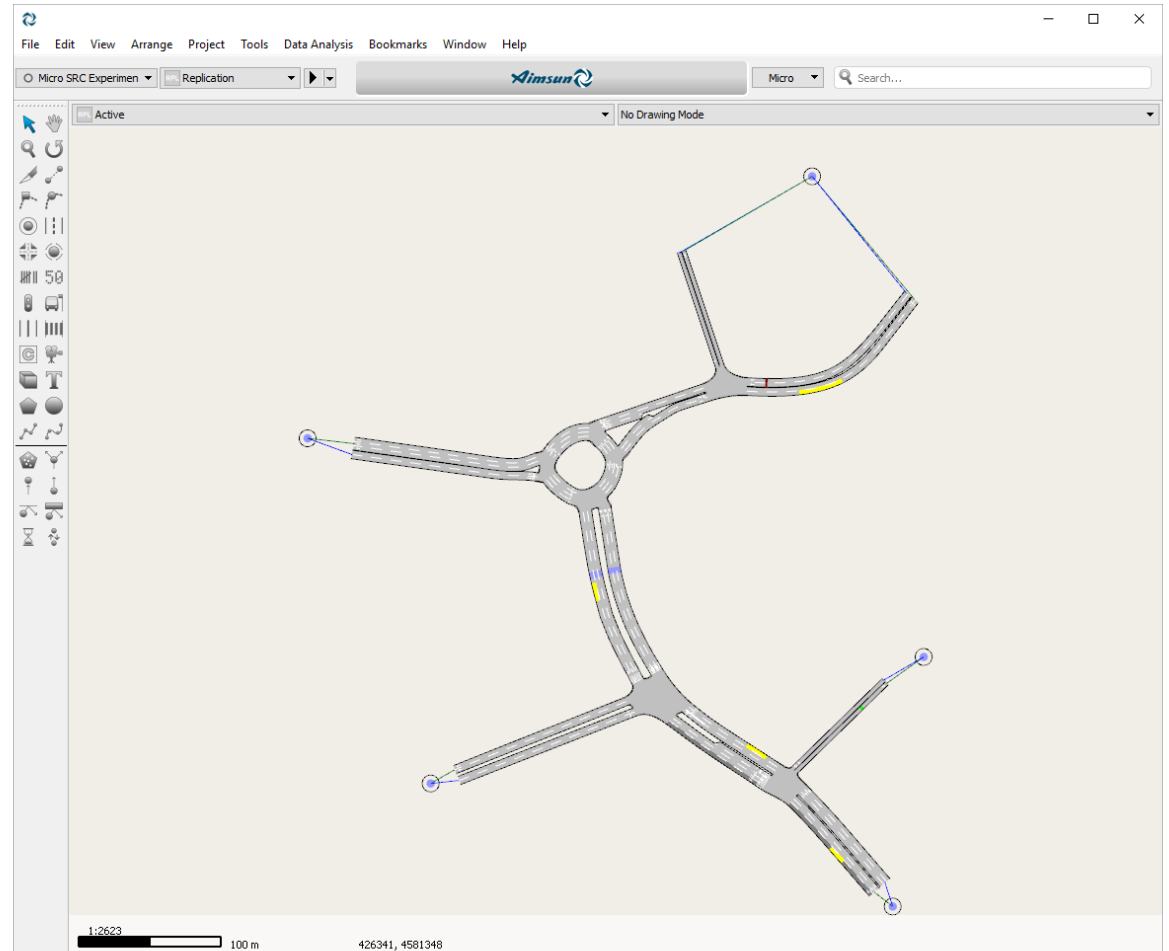 File Edit View Arrange Project Tools Data Analysis Bookmarks Window Help
Micro SRC Experimen RPL Replication Aimsun Micro Search...
Active No Drawing Mode
50
C T
1:2623
100 m 426341, 4581348